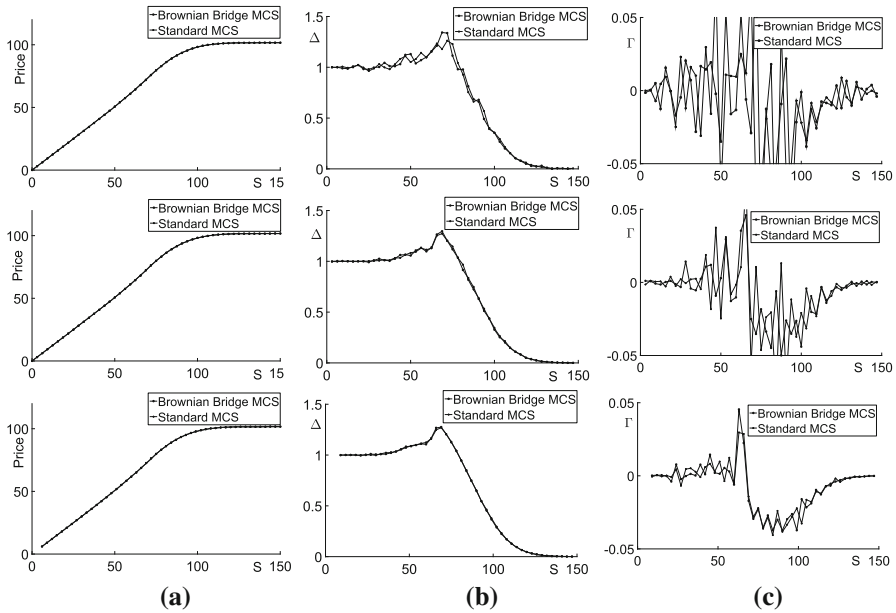 Brownian Bridge MCS
Standard MCS
Price
100
50
0
0 50 100 S 15
Brownian Bridge MCS
Standard MCS
Δ
1.5
1
0.5
0
0 50 100 S 150
Brownian Bridge MCS
Standard MCS
Γ
0.05
0
-0.05
0 50 100 S 150
Brownian Bridge MCS
Standard MCS
Price
100
50
0
0 50 100 S 15
Brownian Bridge MCS
Standard MCS
Δ
1.5
1
0.5
0
0 50 100 S 150
Brownian Bridge MCS
Standard MCS
Γ
0.05
0
-0.05
0 50 100 S 150
Brownian Bridge MCS
Standard MCS
Price
100
50
0
0 50 100 S 15
Brownian Bridge MCS
Standard MCS
Δ
1.5
1
0.5
0
0 50 100 S 150
Brownian Bridge MCS
Standard MCS
Γ
0.05
0
-0.05
0 50 100 S 150
(a) (b) (c)